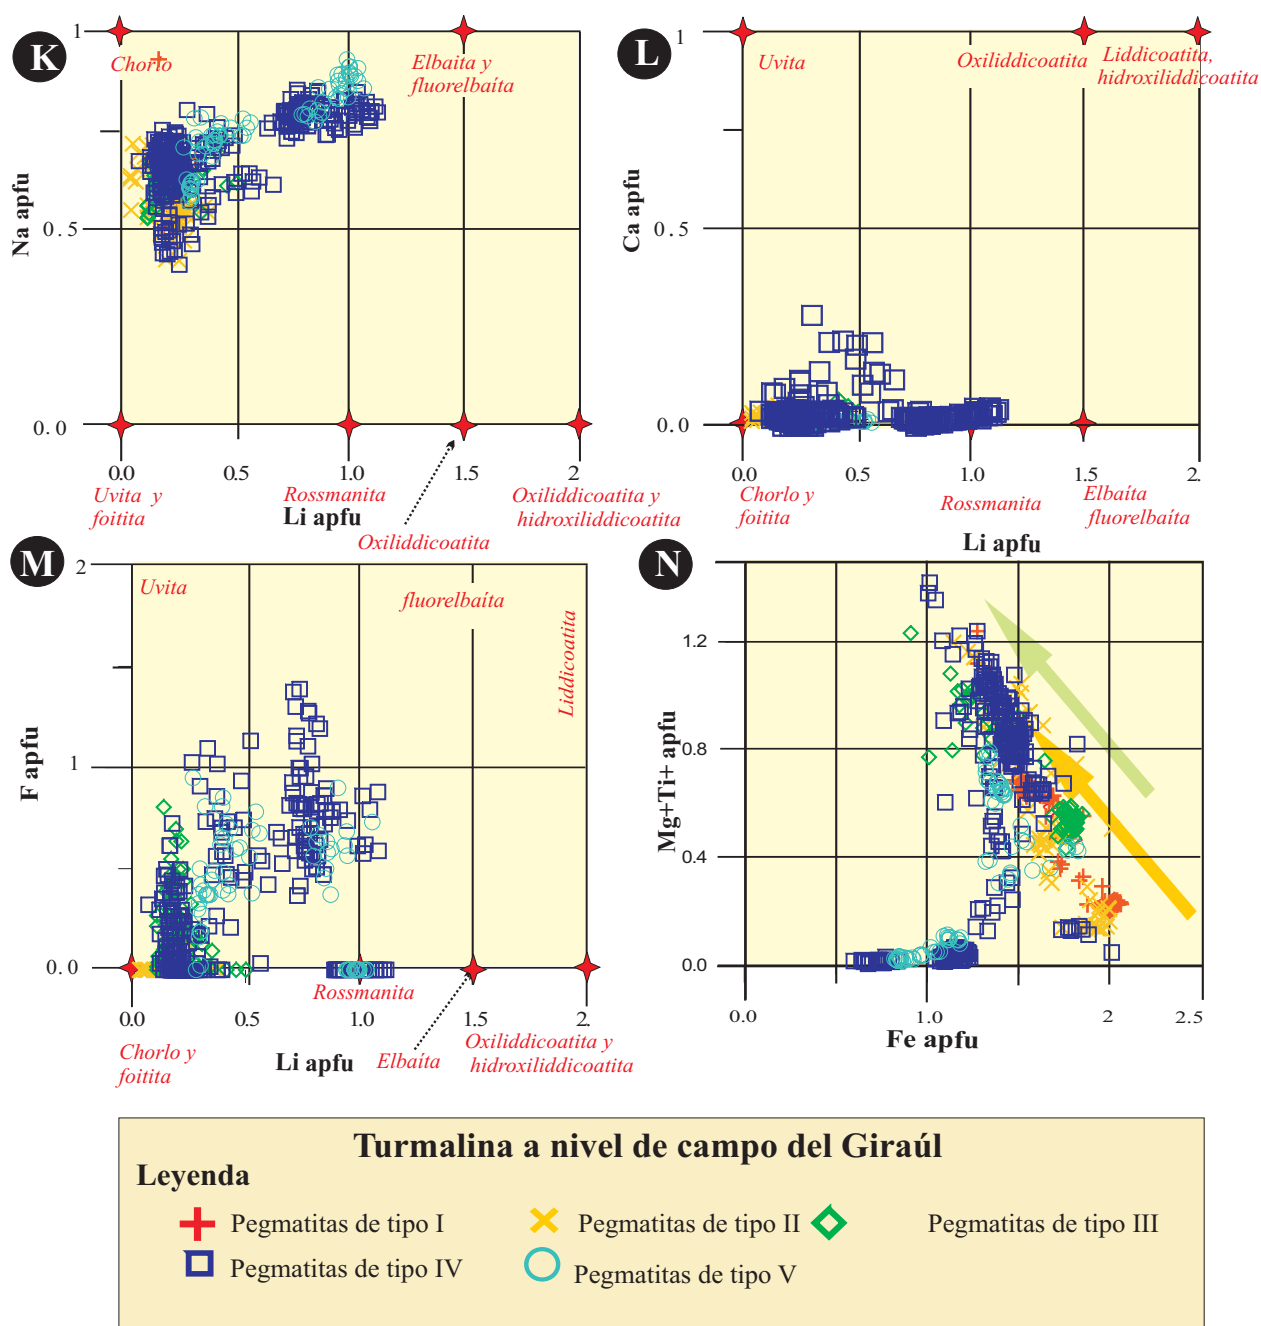 K
1
Chorlo
Elbaita y
fluorelbaíta
Na apfu
0.5
0.0
0.0
0.5
1.0
1.5
2
Uvita y
foitita
Rossmanita
Li apfu
Oxiliddicoatita
Oxiliddicoatita y
hidroxiliddicoatita
L
1
Uvita
Oxiliddicoatita
Liddicoatita,
hidroxiliddicoatita
Ca apfu
0.5
0.0
0.0
0.5
1.0
1.5
2.
Chorlo y
foitita
Rossmanita
Elbaíta
fluorelbaíta
Li apfu
M
2
Uvita
fluorelbaíta
Liddicoatita
F apfu
1
0.0
Rossmanita
0.0
0.5
1.0
1.5
2.
Chorlo y
foitita
Li apfu
Elbaíta
Oxiliddicoatita y
hidroxiliddicoatita
N
1.2
Mg+Ti+ apfu
0.8
0.4
0.0
0.0
1.0
2
2.5
Fe apfu
Turmalina a nivel de campo del Giraúl
Leyenda
Pegmatitas de tipo I
Pegmatitas de tipo II
Pegmatitas de tipo III
Pegmatitas de tipo IV
Pegmatitas de tipo V